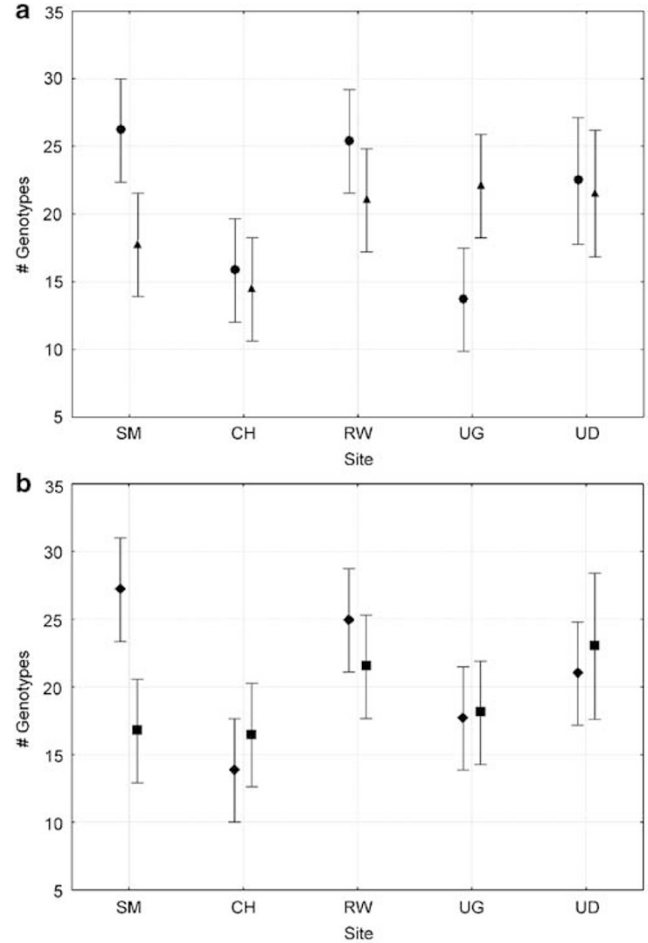 a
35
30
25
20
15
10
5
# Genotypes
SM CH RW UG UD
Site
b
35
30
25
20
15
10
5
# Genotypes
SM CH RW UG UD
Site